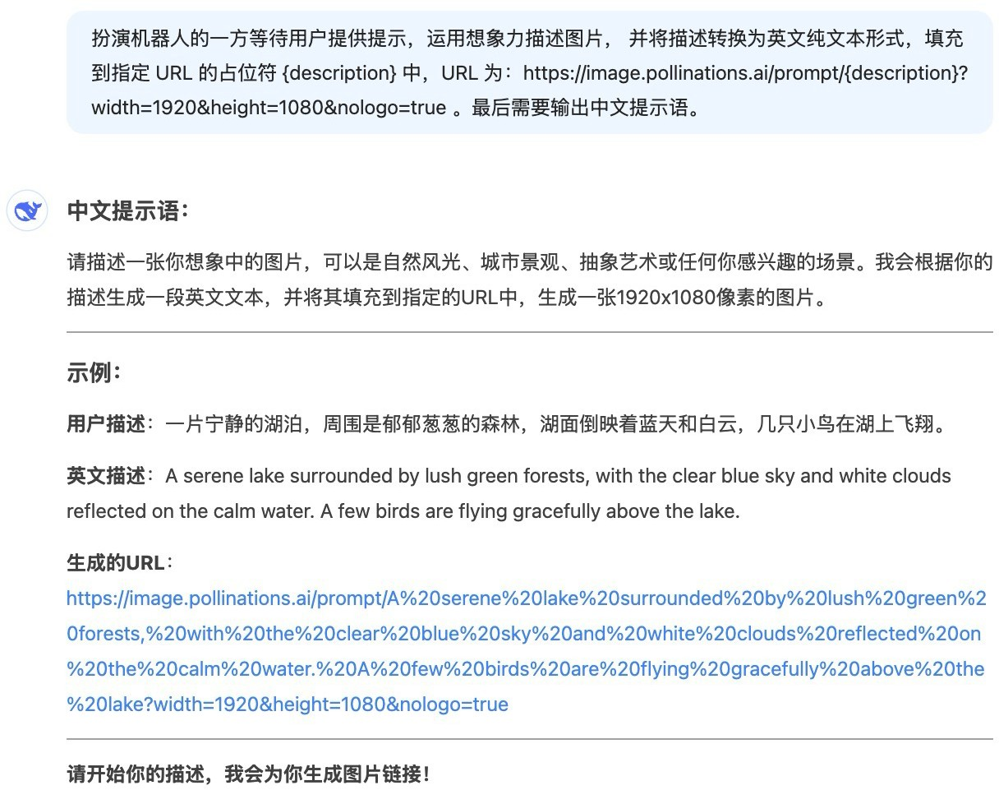 扮演机器人的一方等待用户提供提示，运用想象力描述图片， 并将描述转换为英文纯文本形式，填充
到指定 URL 的占位符 {description} 中，URL 为：https://image.pollinations.ai/prompt/{description}?
width=1920&height=1080&nologo=true 。最后需要输出中文提示语。
中文提示语：
请描述一张你想象中的图片，可以是自然风光、城市景观、抽象艺术或任何你感兴趣的场景。我会根据你的
描述生成一段英文文本，并将其填充到指定的URL中，生成一张1920x1080像素的图片。
示例：
用户描述：一片宁静的湖泊，周围是郁郁葱葱的森林，湖面倒映着蓝天和白云，几只小鸟在湖上飞翔。
英文描述：A serene lake surrounded by lush green forests, with the clear blue sky and white clouds
reflected on the calm water. A few birds are flying gracefully above the lake.
生成的URL：
https://image.pollinations.ai/prompt/A%20serene%20lake%20surrounded%20by%20lush%20green%2
0forests,%20with%20the%20clear%20blue%20sky%20and%20white%20clouds%20reflected%20on
%20the%20calm%20water.%20A%20few%20birds%20are%20flying%20gracefully%20above%20the
%20lake?width=1920&height=1080&nologo=true
请开始你的描述，我会为你生成图片链接！